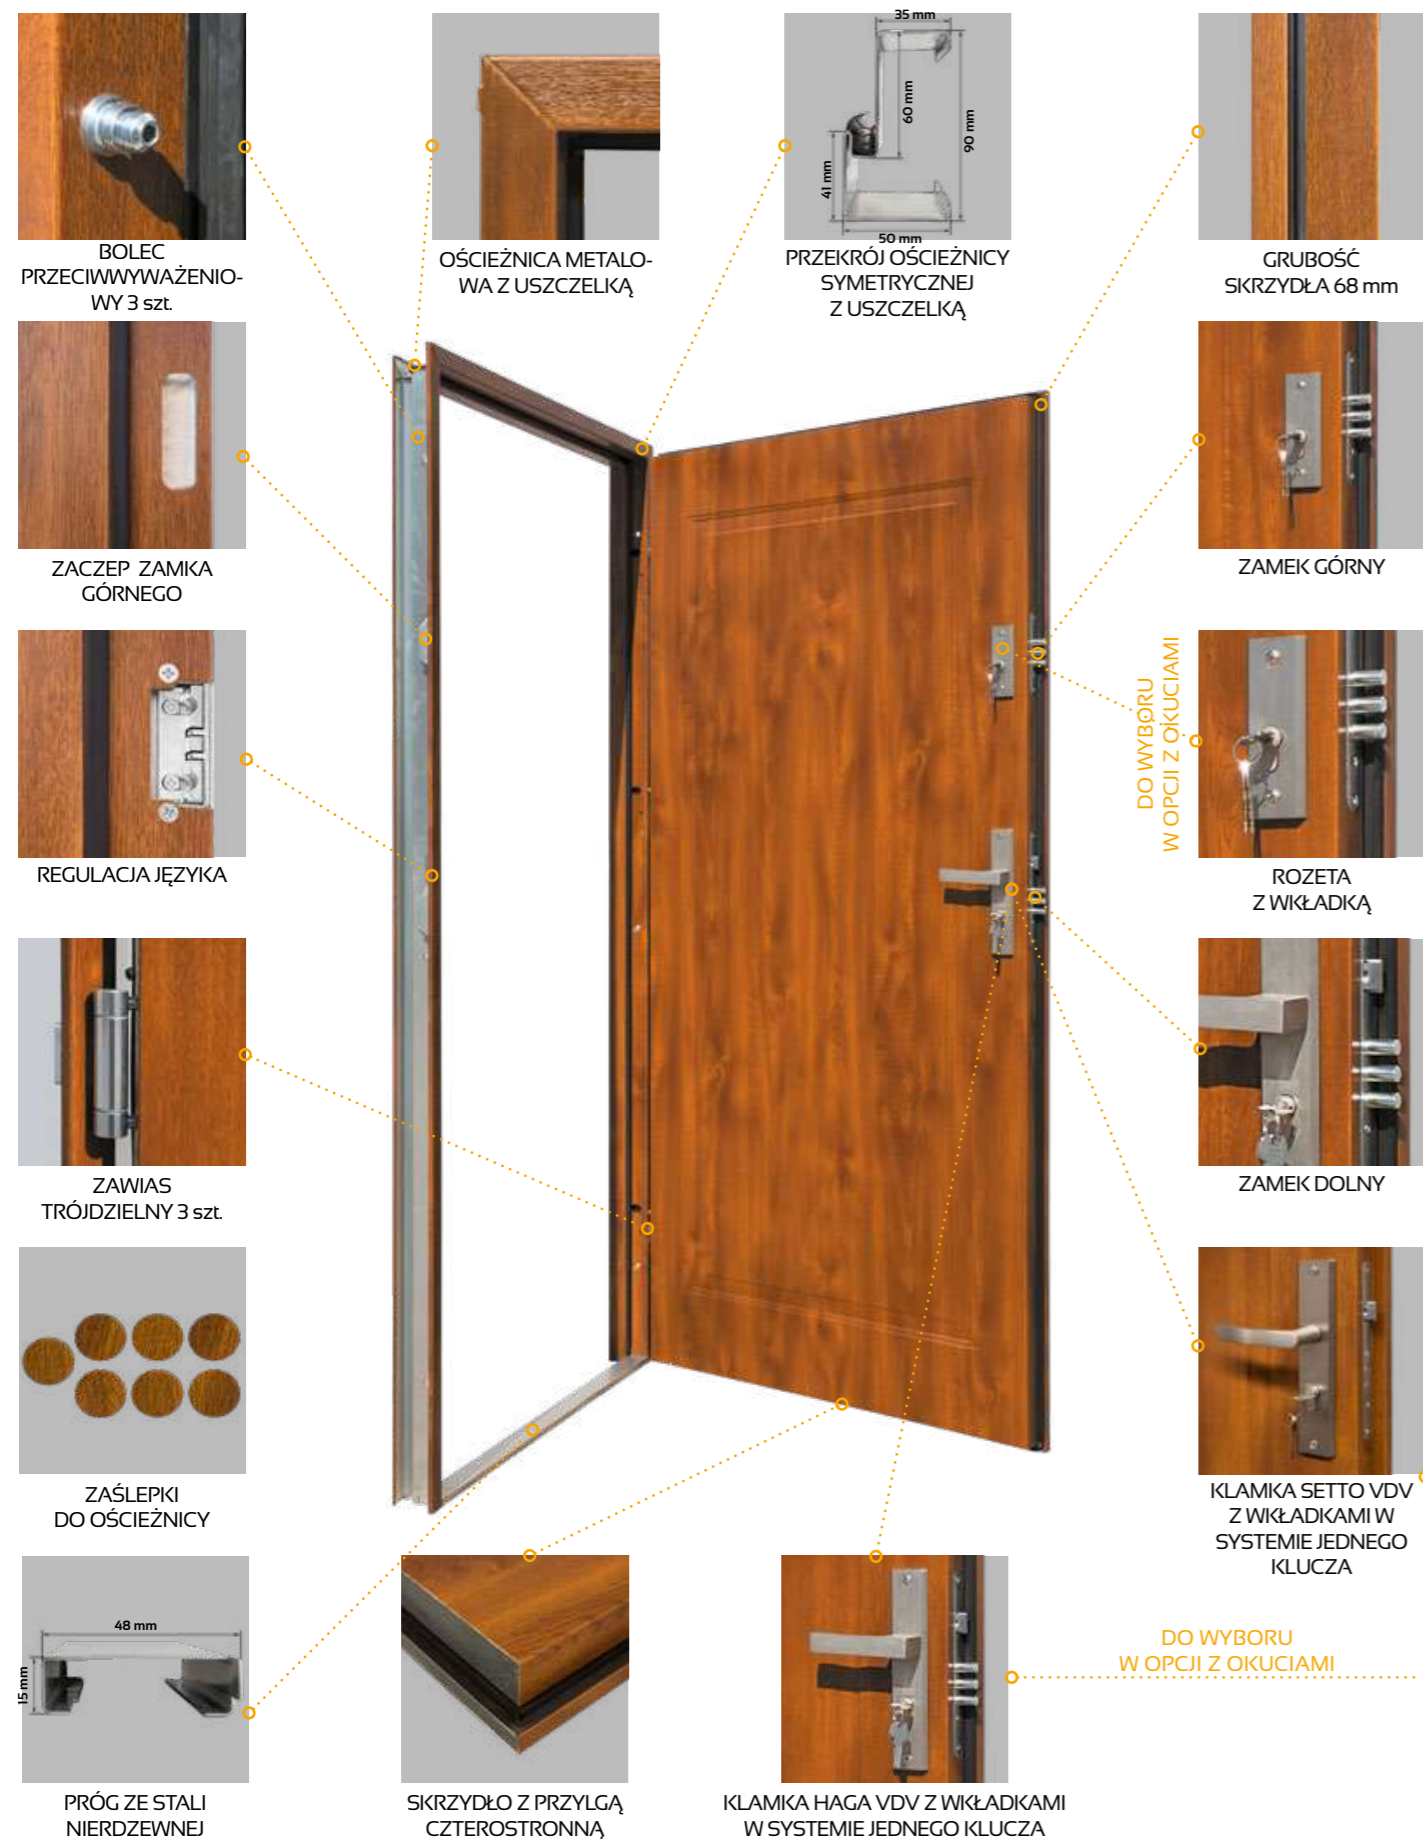 35 mm
60 mm
90 mm
41 mm
50 mm
BOLEC
PRZECIWWYWAŻENIO-
WY 3 szt.
OŚCIEŻNICA METALO-
WA Z USZCZELKĄ
PRZEKRÓJ OŚCIEŻNICY
SYMETRYCZNEJ
Z USZCZELKĄ
GRUBOŚĆ
SKRZYDŁA 68 mm
ZACZEP ZAMKA
GÓRNEGO
ZAMEK GÓRNY
REGULACJA JĘZYKA
DO WYBORU
W OPCJI Z OKUCIAMI
ROZETA
Z WKŁADKĄ
ZAWIAS
TRÓJDZIELNY 3 szt.
ZAMEK DOLNY
ZAŚLEPKI
DO OŚCIEŻNICY
KLAMKA SETTO VDV
Z WKŁADKAMI W
SYSTEMIE JEDNEGO
KLUCZA
48 mm
15 mm
DO WYBORU
W OPCJI Z OKUCIAMI
PRÓG ZE STALI
NIERDZEWNEJ
SKRZYDŁO Z PRZYLGĄ
CZTEROSTRONNĄ
KLAMKA HAGA VDV Z WKŁADKAMI
W SYSTEMIE JEDNEGO KLUCZA